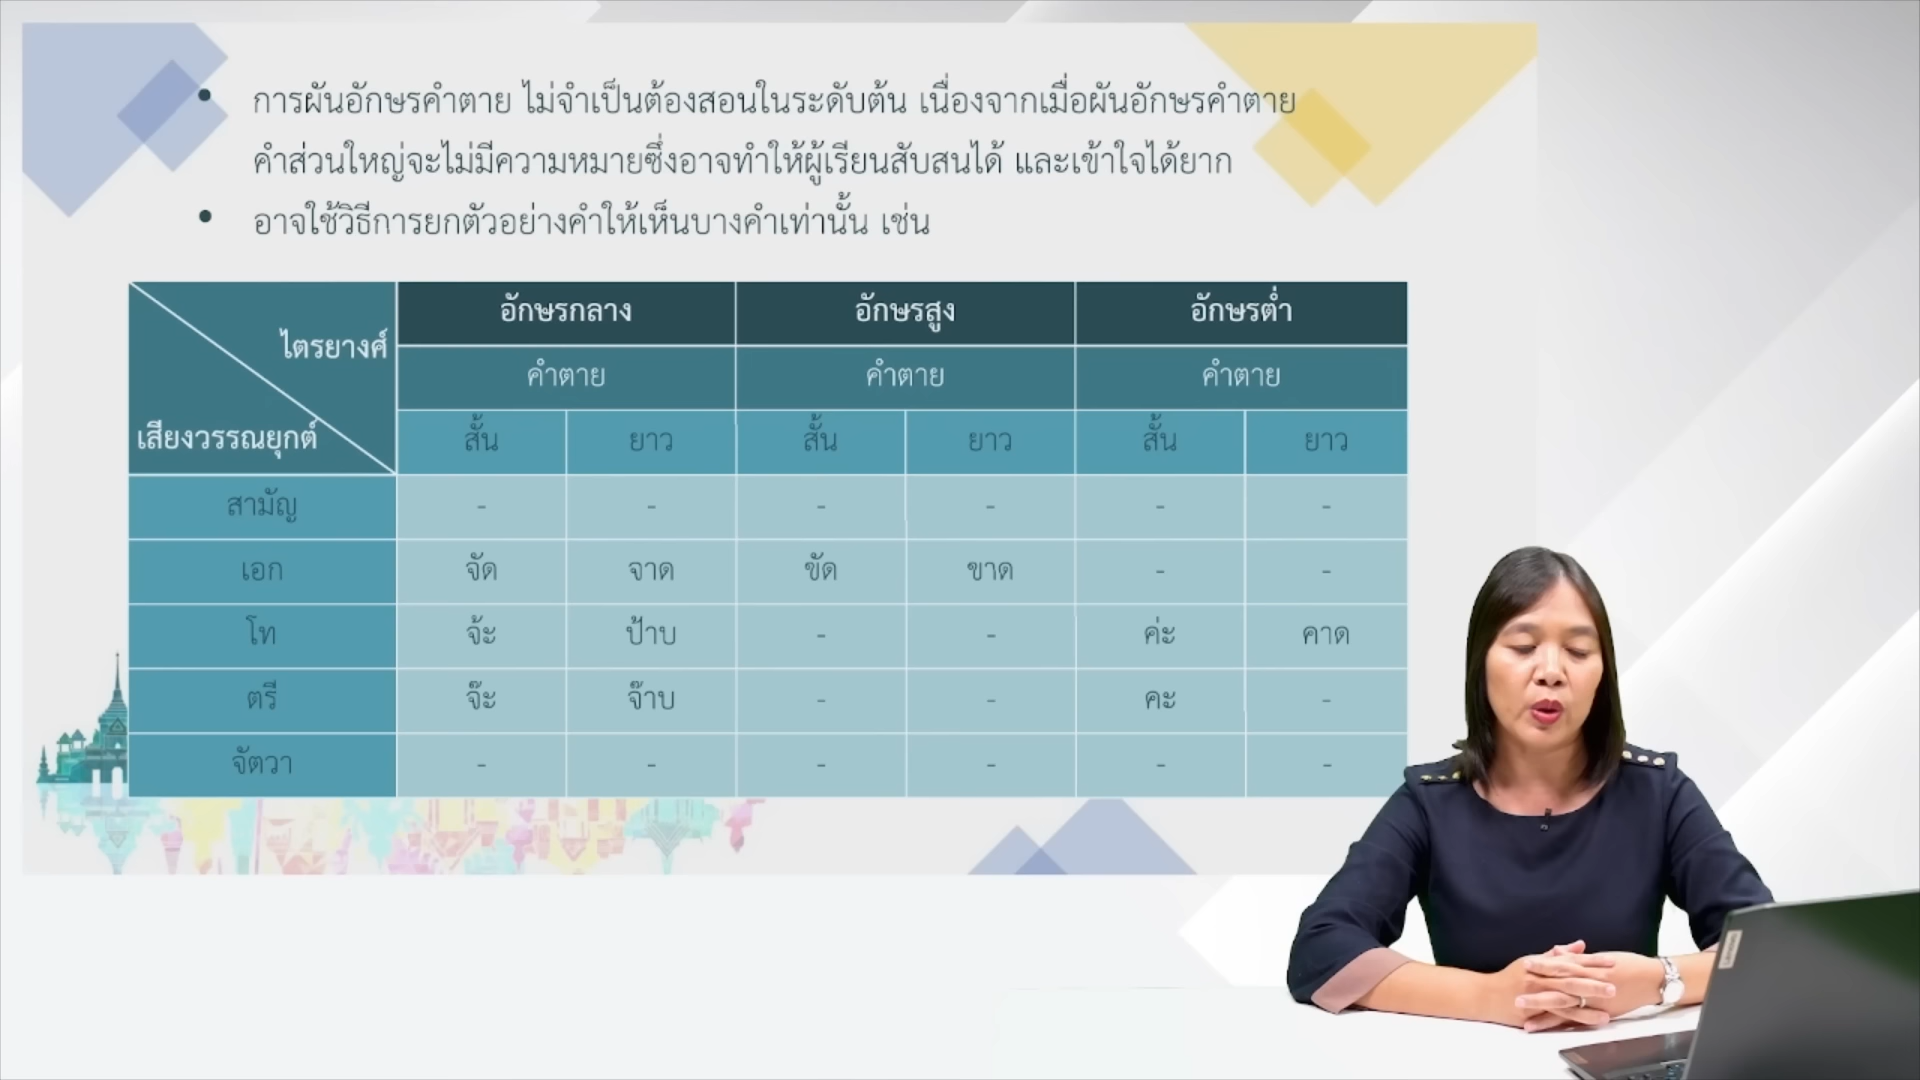 การผันอักษรคำตาย ไม่จำเป็นต้องสอนในระดับต้น เนื่องจากเมื่อผันอักษรคำตาย
คำส่วนใหญ่จะไม่มีความหมายซึ่งอาจทำให้ผู้เรียนสับสนได้ และเข้าใจได้ยาก
อาจใช้วิธีการยกตัวอย่างคำให้เห็นบางคำเท่านั้น เช่น
ไตรยางศ์ อักษรกลาง อักษรสูง อักษรต่ำ
คำตาย คำตาย คำตาย
เสียงวรรณยุกต์ สั้น ยาว สั้น ยาว สั้น ยาว
สามัญ - - - - - -
เอก จัด จาด ขัด ขาด - -
โท จ้ะ ป้าบ - - ค่ะ คาด
ตรี จ๊ะ จ๊าบ - - คะ -
จัตวา - - - - - -